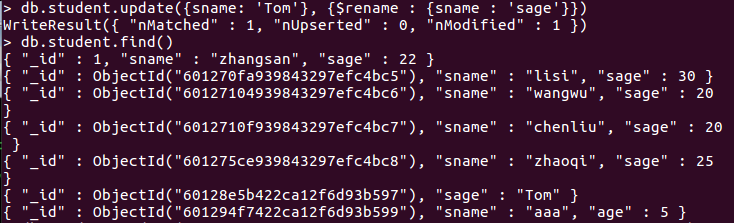 > db.student.update({sname: 'Tom'}, {$rename : {sname : 'sage'}})
WriteResult({ "nMatched" : 1, "nUpserted" : 0, "nModified" : 1 })
> db.student.find()
{ "_id" : 1, "sname" : "zhangsan", "sage" : 22 }
{ "_id" : ObjectId("601270fa939843297efc4bc5"), "sname" : "lisi", "sage" : 30 }
{ "_id" : ObjectId("60127104939843297efc4bc6"), "sname" : "wangwu", "sage" : 20
}
{ "_id" : ObjectId("6012710f939843297efc4bc7"), "sname" : "chenliu", "sage" : 20
 }
{ "_id" : ObjectId("601275ce939843297efc4bc8"), "sname" : "zhaoqi", "sage" : 25
}
{ "_id" : ObjectId("60128e5b422ca12f6d93b597"), "sage" : "Tom" }
{ "_id" : ObjectId("601294f7422ca12f6d93b599"), "sname" : "aaa", "age" : 5 }